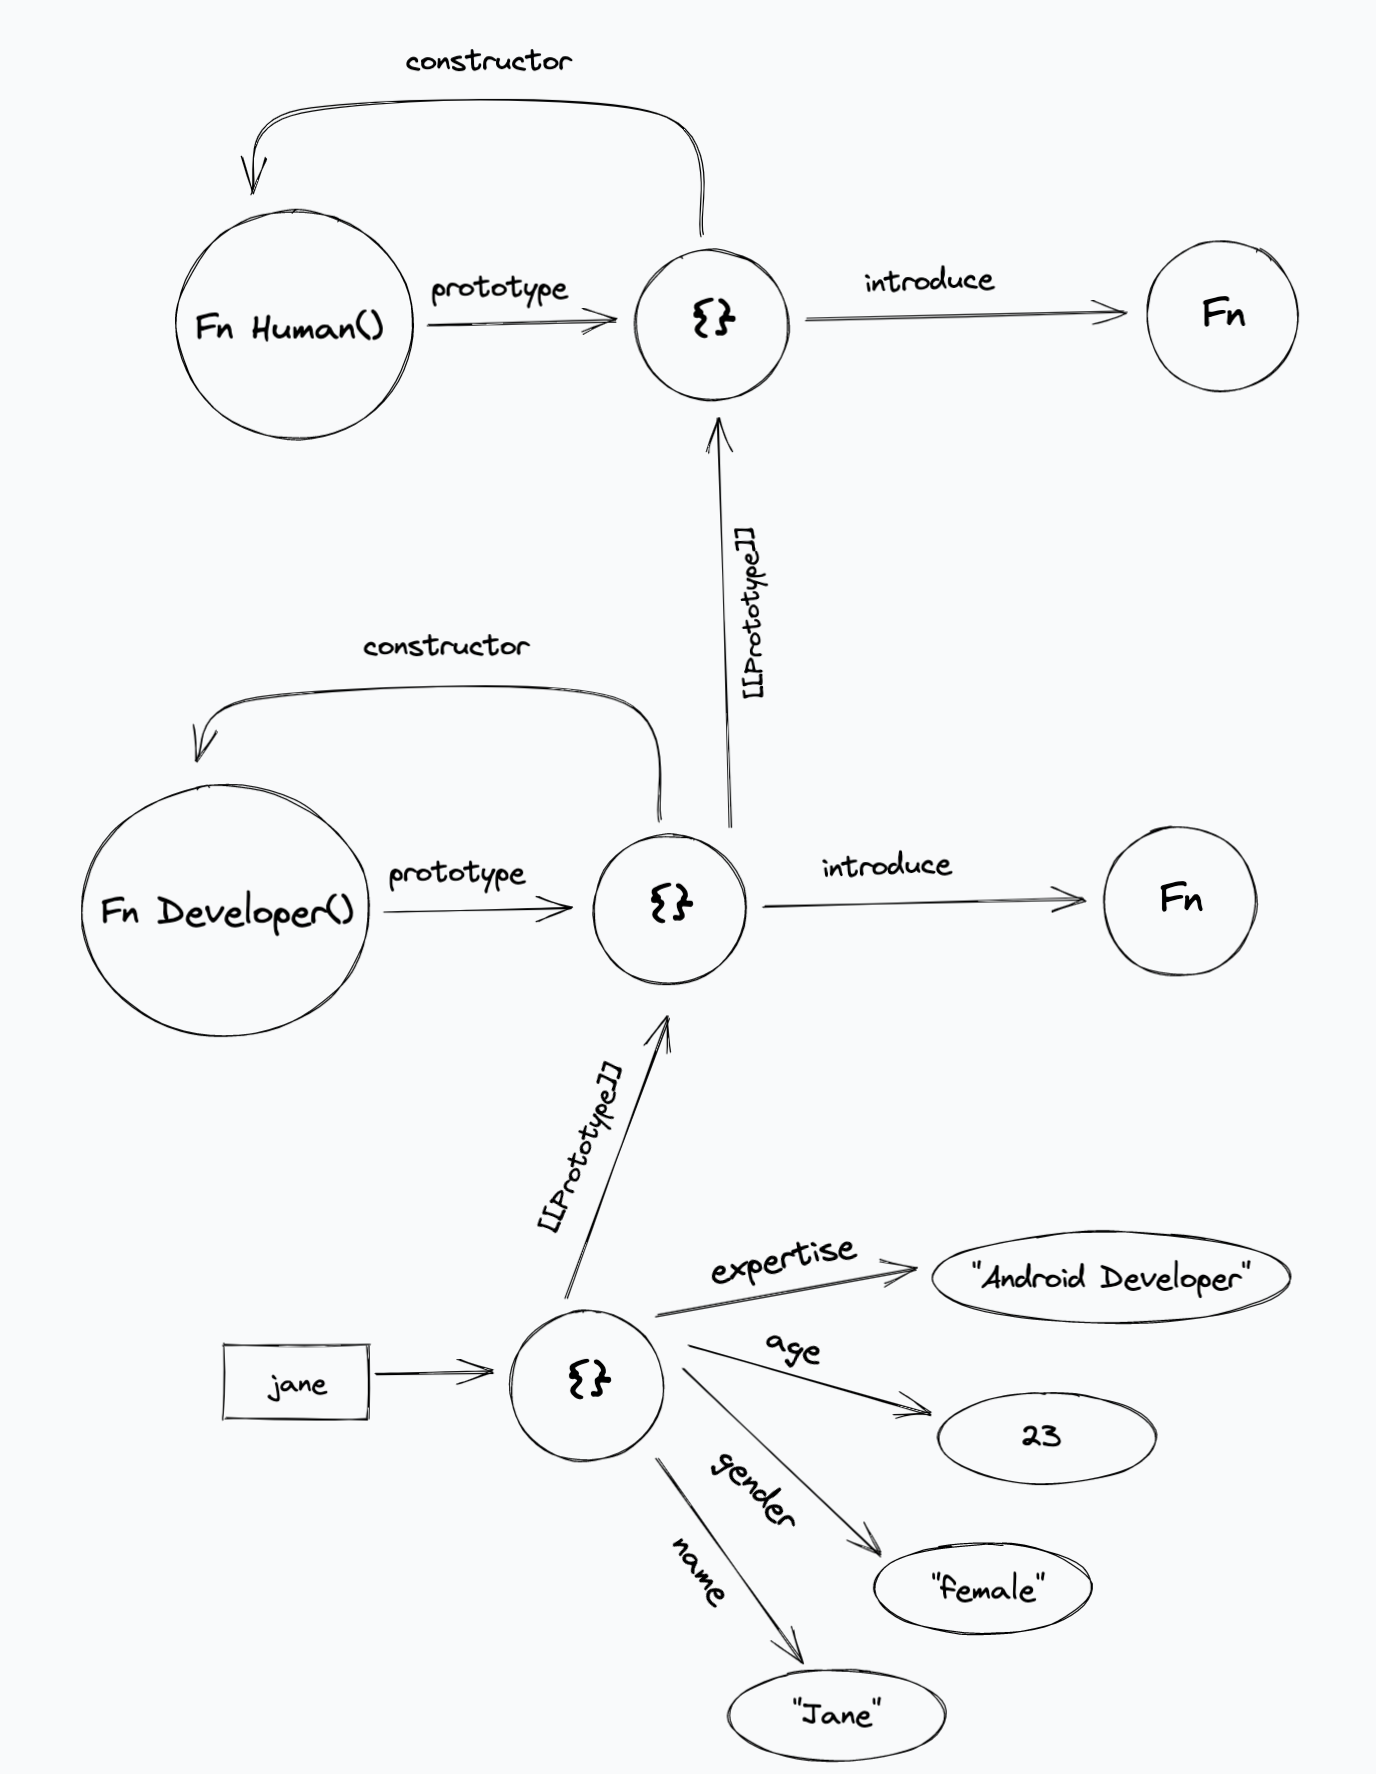 constructor
Fn Human()
prototype
{}
introduce
Fn
[[Prototype]]
constructor
Fn Developer()
prototype
{}
introduce
Fn
[[Prototype]]
jane
{}
expertise
"Android Developer"
age
23
gender
"female"
name
"Jane"